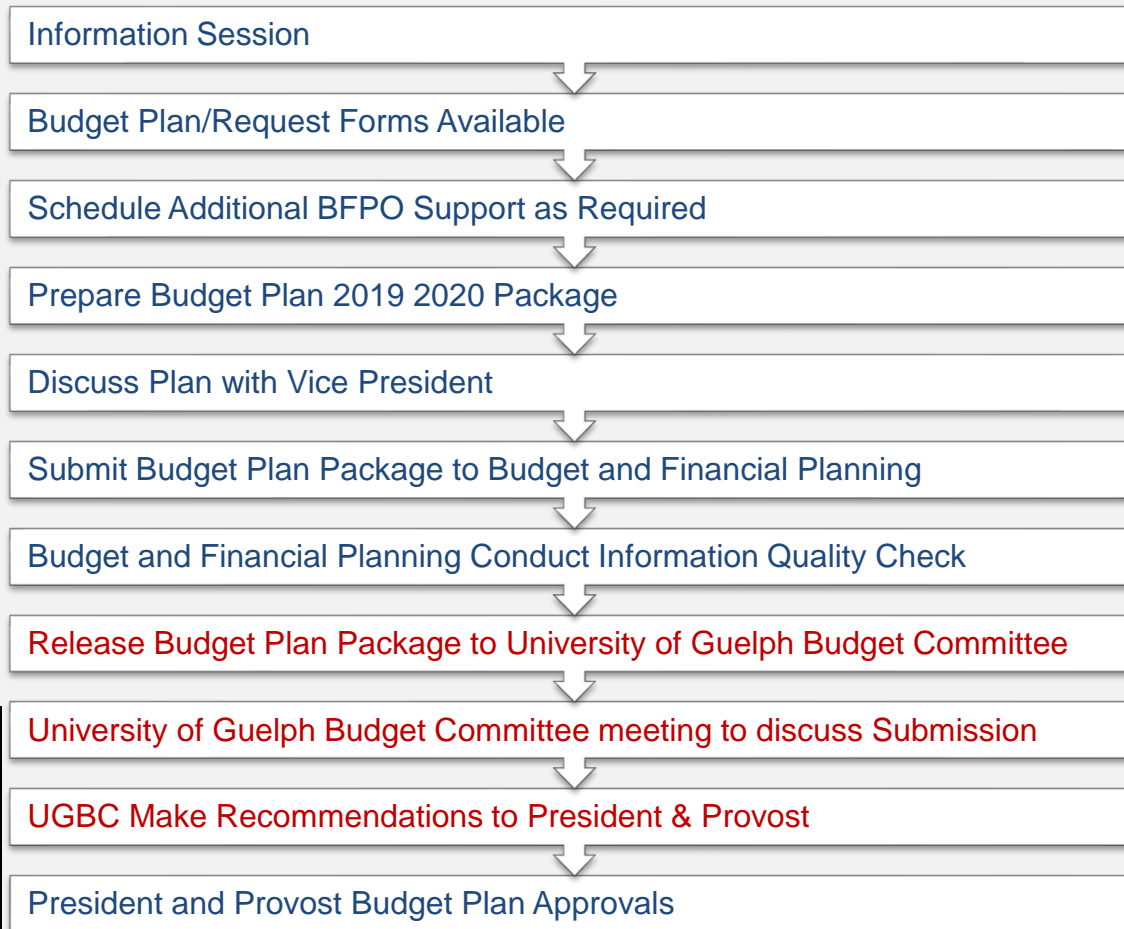 Information Session
Budget Plan/Request Forms Available
Schedule Additional BFPO Support as Required
Prepare Budget Plan 2019 2020 Package
Discuss Plan with Vice President
Submit Budget Plan Package to Budget and Financial Planning
Budget and Financial Planning Conduct Information Quality Check
Release Budget Plan Package to University of Guelph Budget Committee
University of Guelph Budget Committee meeting to discuss Submission
UGBC Make Recommendations to President & Provost
President and Provost Budget Plan Approvals